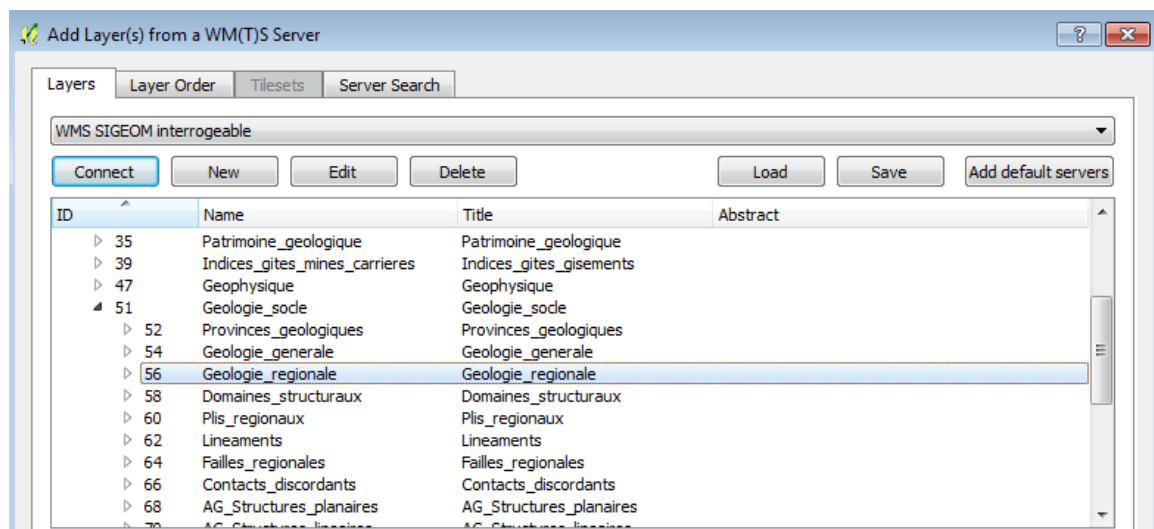 Add Layer(s) from a WM(T)S Server
Layers Layer Order Tilesets Server Search
WMS SIGEOM interrogeable
Connect New Edit Delete Load Save Add default servers
ID Name Title Abstract
35 Patrimoine_geologique Patrimoine_geologique
39 Indices_gites_mines_carrieres Indices_gites_gisements
47 Geophysique Geophysique
51 Geologie_socle Geologie_socle
52 Provinces_geologiques Provinces_geologiques
54 Geologie_generale Geologie_generale
56 Geologie_regionale Geologie_regionale
58 Domaines_structuraux Domaines_structuraux
60 Plis_regionaux Plis_regionaux
62 Lineaments Lineaments
64 Failles_regionales Failles_regionales
66 Contacts_discordants Contacts_discordants
68 AG_Structures_planaires AG_Structures_planaires